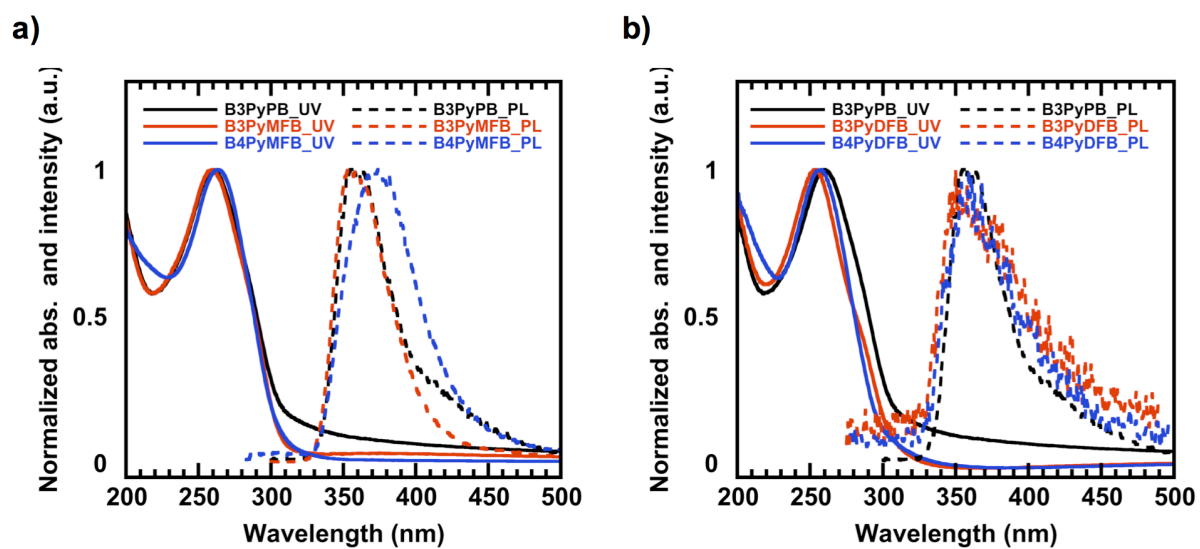 a)
Normalized abs. and intensity (a.u.)
B3PyPB_UV
B3PyPB_PL
B3PyMFB_UV
B3PyMFB_PL
B4PyMFB_UV
B4PyMFB_PL
1
0.5
0
200 250 300 350 400 450 500
Wavelength (nm)
b)
Normalized abs. and intensity (a.u.)
B3PyPB_UV
B3PyPB_PL
B3PyDFB_UV
B3PyDFB_PL
B4PyDFB_UV
B4PyDFB_PL
1
0.5
0
200 250 300 350 400 450 500
Wavelength (nm)